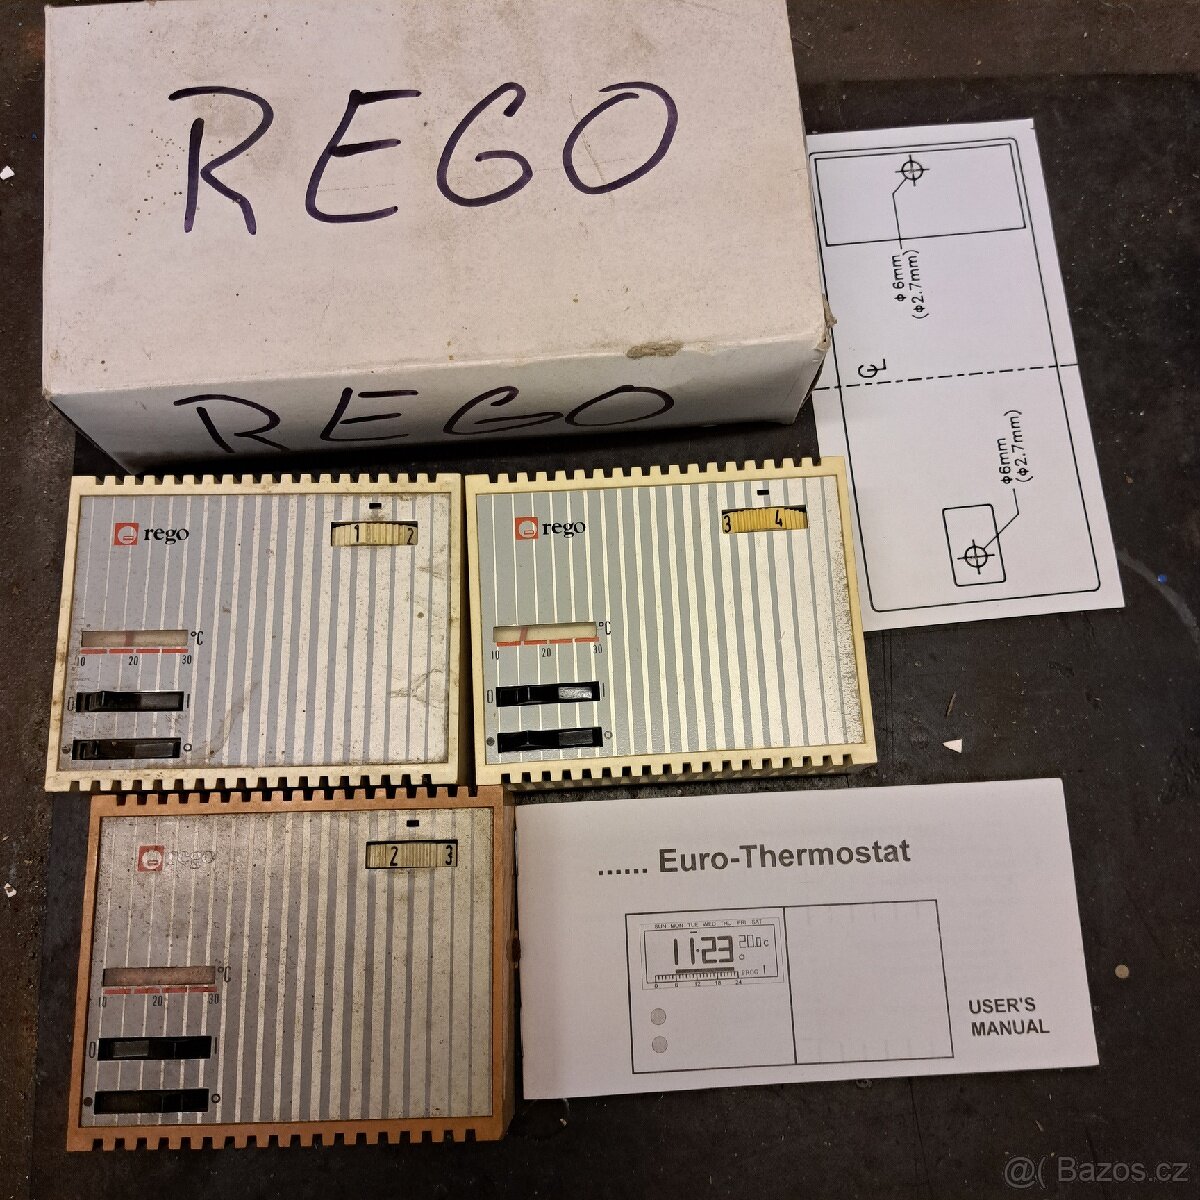 REGO
REGO
ϕ6mm
(ϕ2.7mm)
CL
ϕ6mm
(ϕ2.7mm)
rego
1 2
°C
10 20 30
0 I
rego
3 4
°C
10 20 30
0 I
rego
2 3
°C
10 20 30
0 I
...... Euro-Thermostat
SUN MON TUE WED THU FRI SAT
11:23 20.0c
PROG 1
0 6 12 18 24
USER'S
MANUAL
@( Bazos.cz